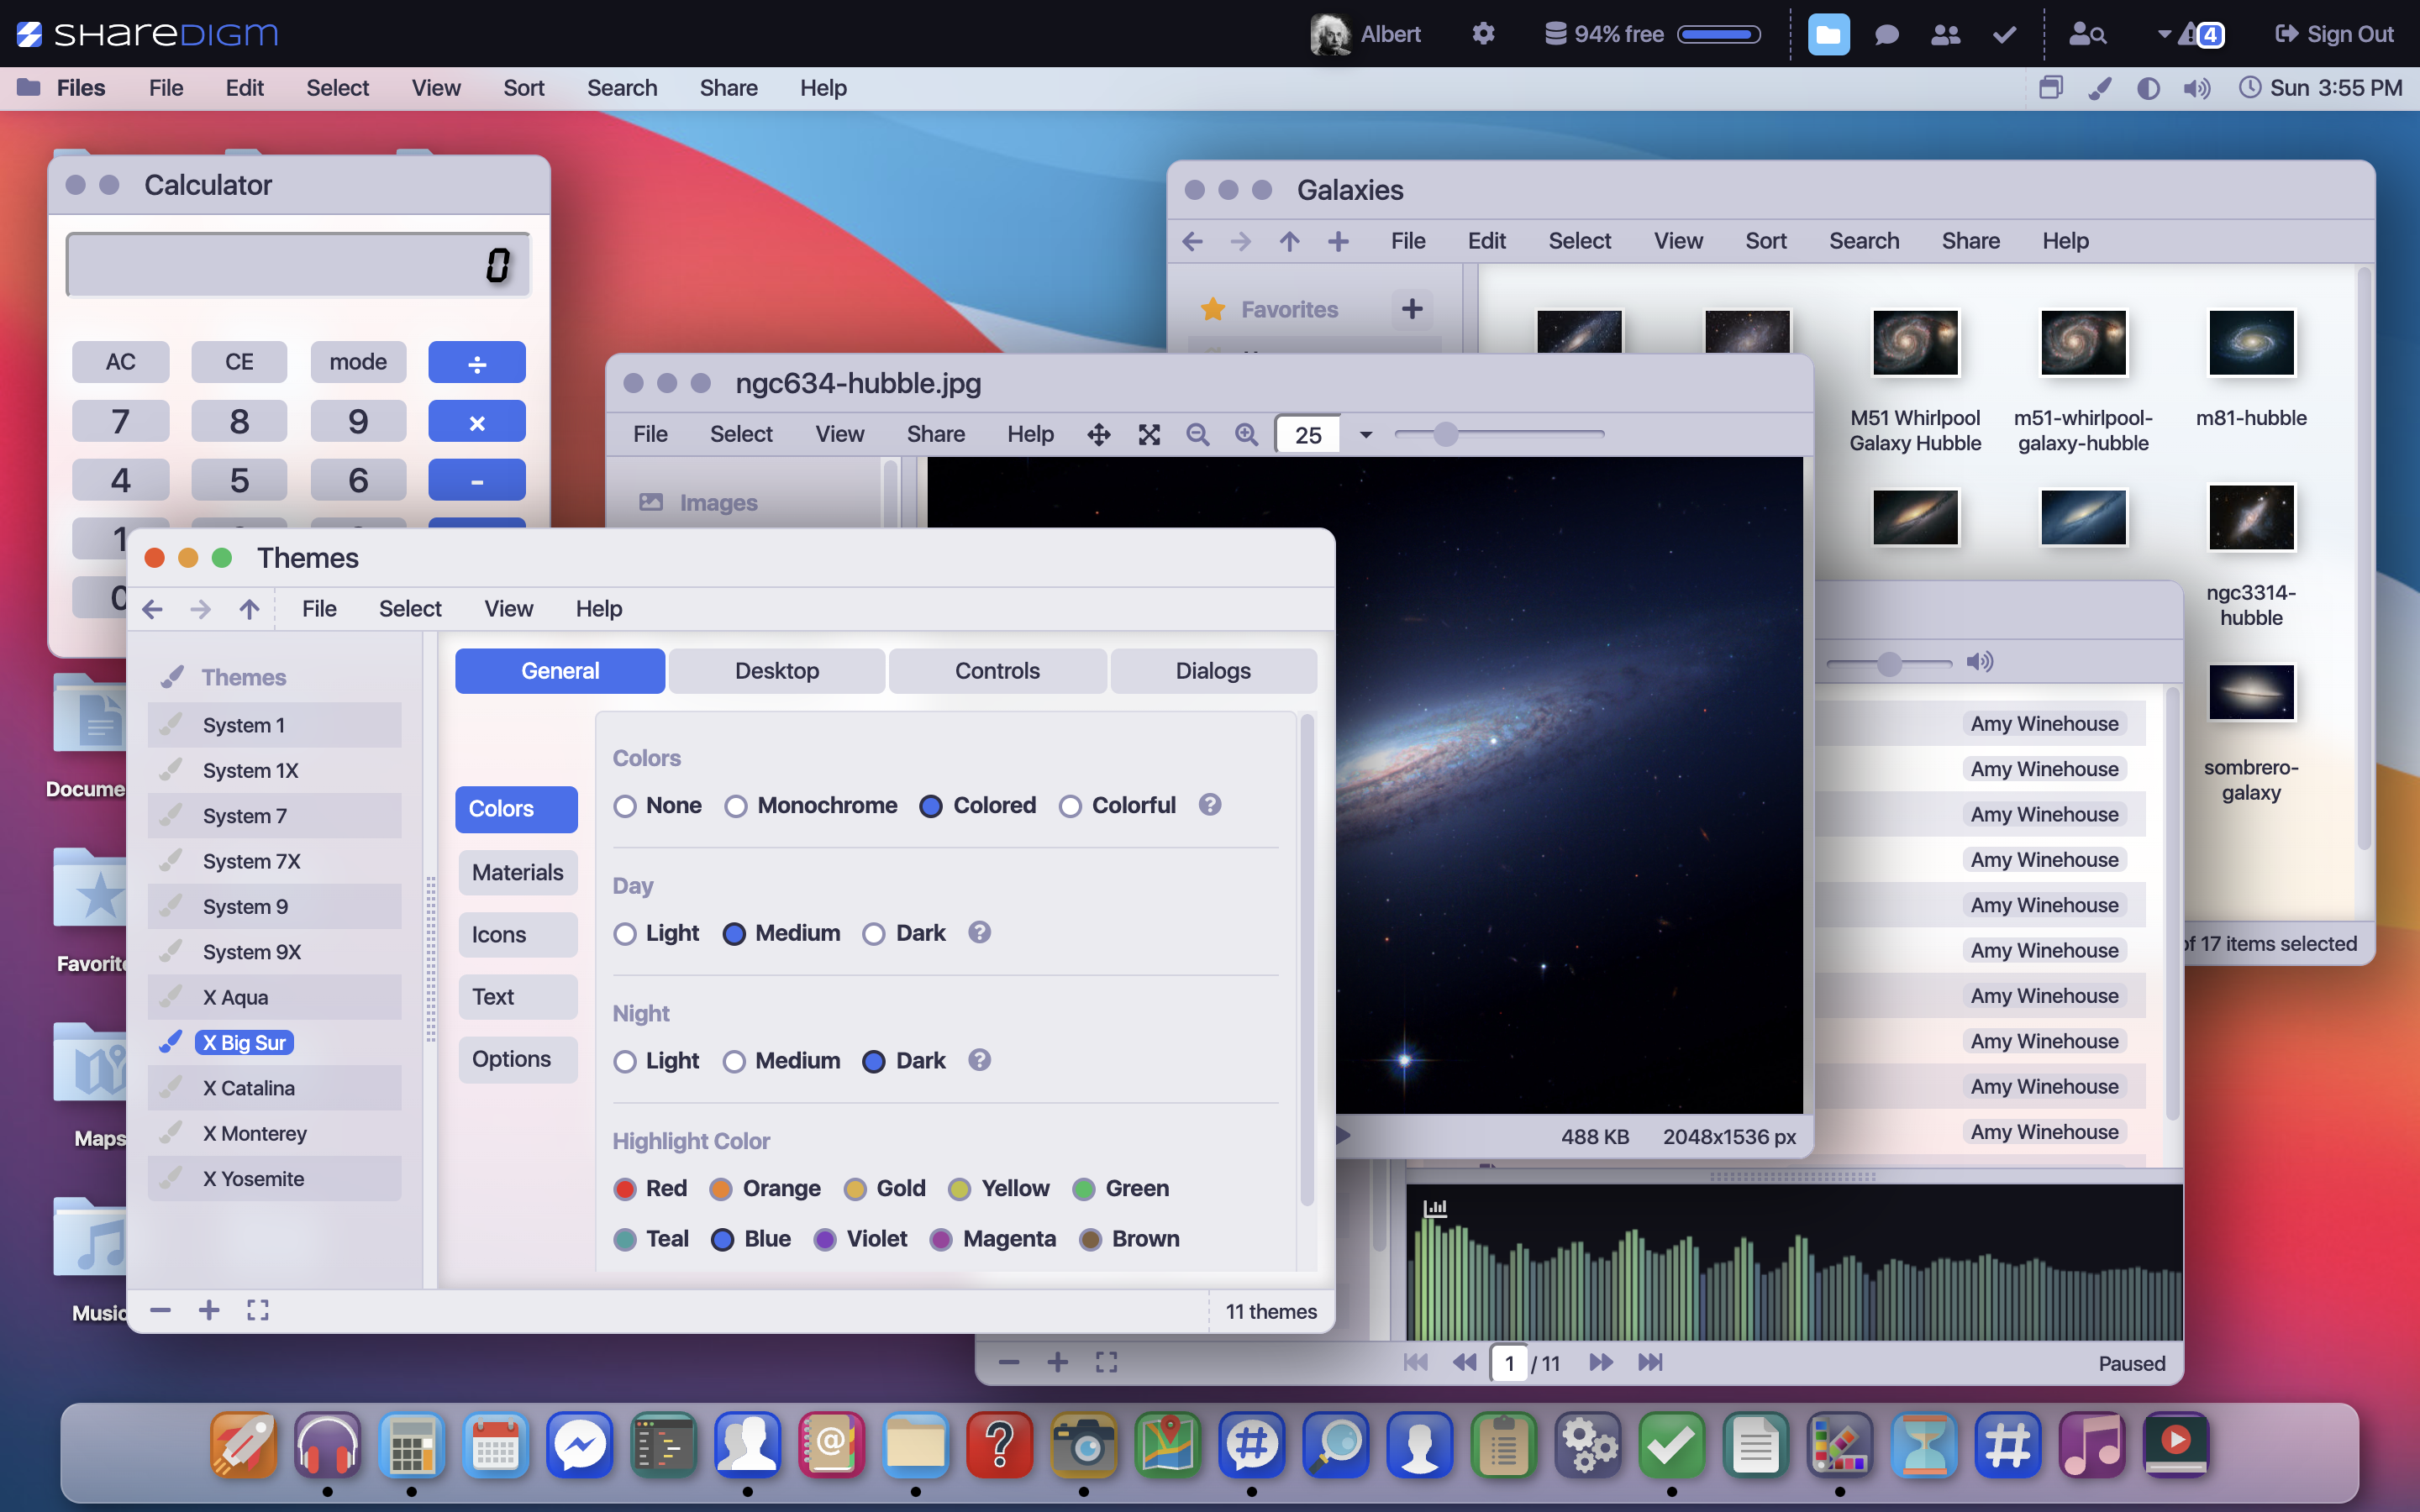 sharedigm
Albert
94% free
4
Sign Out
Files File Edit Select View Sort Search Share Help
Sun 3:55 PM
Calculator
0
AC CE mode ÷
7 8 9 ×
4 5 6 -
1
0
Galaxies
File Edit Select View Sort Search Share Help
Favorites
M51 Whirlpool
Galaxy Hubble
m51-whirlpool-
galaxy-hubble
m81-hubble
ngc3314-
hubble
sombrero-
galaxy
of 17 items selected
ngc634-hubble.jpg
File Select View Share Help
25
Images
488 KB
2048x1536 px
Themes
File Select View Help
Themes
System 1
System 1X
System 7
System 7X
System 9
System 9X
X Aqua
X Big Sur
X Catalina
X Monterey
X Yosemite
General Desktop Controls Dialogs
Colors
Materials
Icons
Text
Options
Colors
None Monochrome Colored Colorful
Day
Light Medium Dark
Night
Light Medium Dark
Highlight Color
Red Orange Gold Yellow Green
Teal Blue Violet Magenta Brown
11 themes
Amy Winehouse
Amy Winehouse
Amy Winehouse
Amy Winehouse
Amy Winehouse
Amy Winehouse
Amy Winehouse
Amy Winehouse
Amy Winehouse
Amy Winehouse
1 / 11
Paused
Docume
Favorite
Maps
Music